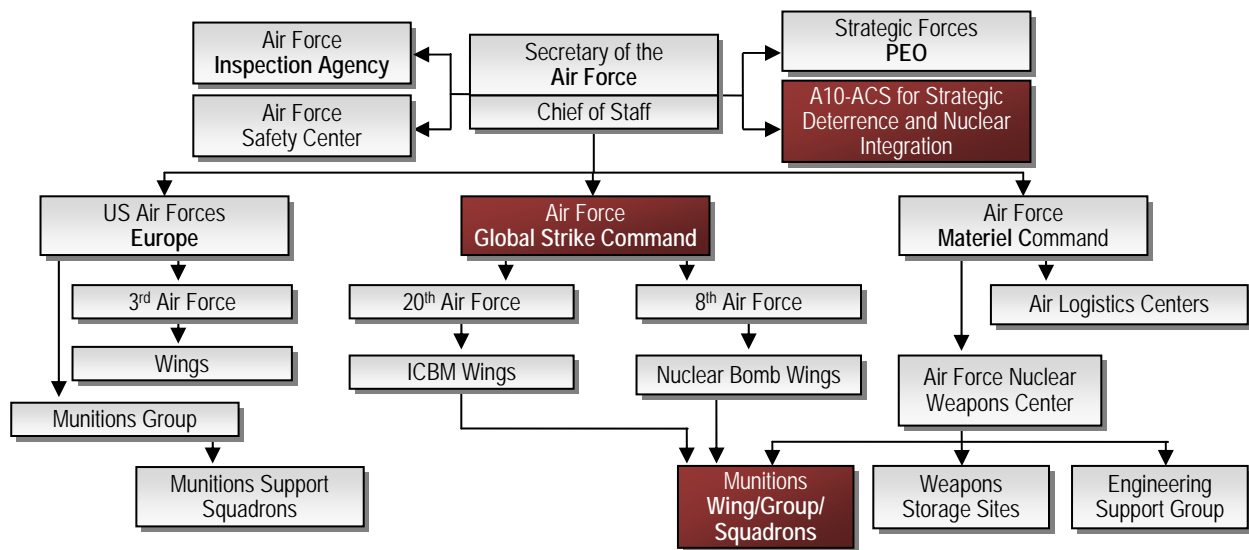 Air Force
Inspection Agency
Secretary of the
Air Force
Chief of Staff
Strategic Forces
PEO
Air Force
Safety Center
A10-ACS for Strategic
Deterrence and Nuclear
Integration
US Air Forces
Europe
Air Force
Global Strike Command
Air Force
Materiel Command
3rd Air Force
20th Air Force
8th Air Force
Air Logistics Centers
Wings
ICBM Wings
Nuclear Bomb Wings
Air Force Nuclear
Weapons Center
Munitions Group
Munitions Support
Squadrons
Munitions
Wing/Group/
Squadrons
Weapons
Storage Sites
Engineering
Support Group